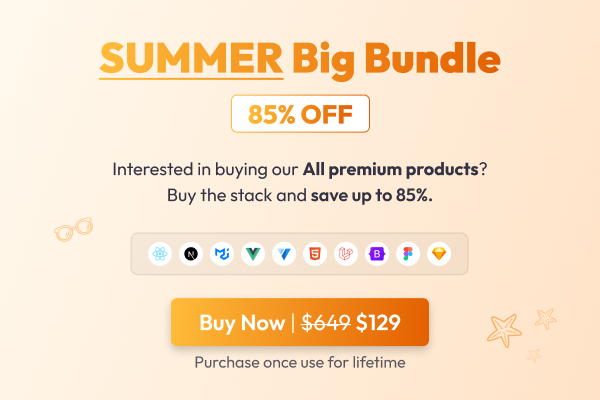 SUMMER Big Bundle
85% OFF
Interested in buying our All premium products?
Buy the stack and save up to 85%.
N
5
B
Buy Now | $649 $129
Purchase once use for lifetime